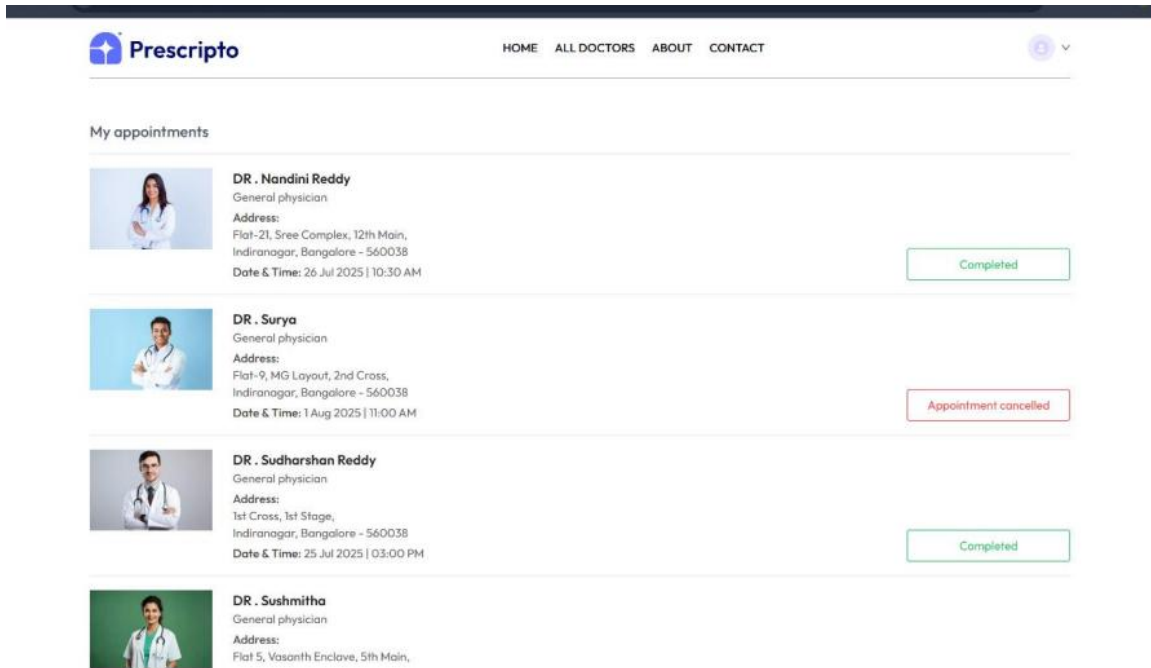 Prescripto
HOME ALL DOCTORS ABOUT CONTACT
My appointments
DR . Nandini Reddy
General physician
Address:
Flat-21, Sree Complex, 12th Main,
Indiranagar, Bangalore - 560038
Date & Time: 26 Jul 2025 | 10:30 AM
Completed
DR . Surya
General physician
Address:
Flat-9, MG Layout, 2nd Cross,
Indiranagar, Bangalore - 560038
Date & Time: 1 Aug 2025 | 11:00 AM
Appointment cancelled
DR . Sudharshan Reddy
General physician
Address:
1st Cross, 1st Stage,
Indiranagar, Bangalore - 560038
Date & Time: 25 Jul 2025 | 03:00 PM
Completed
DR . Sushmitha
General physician
Address:
Flat 5, Vasanth Enclave, 5th Main,